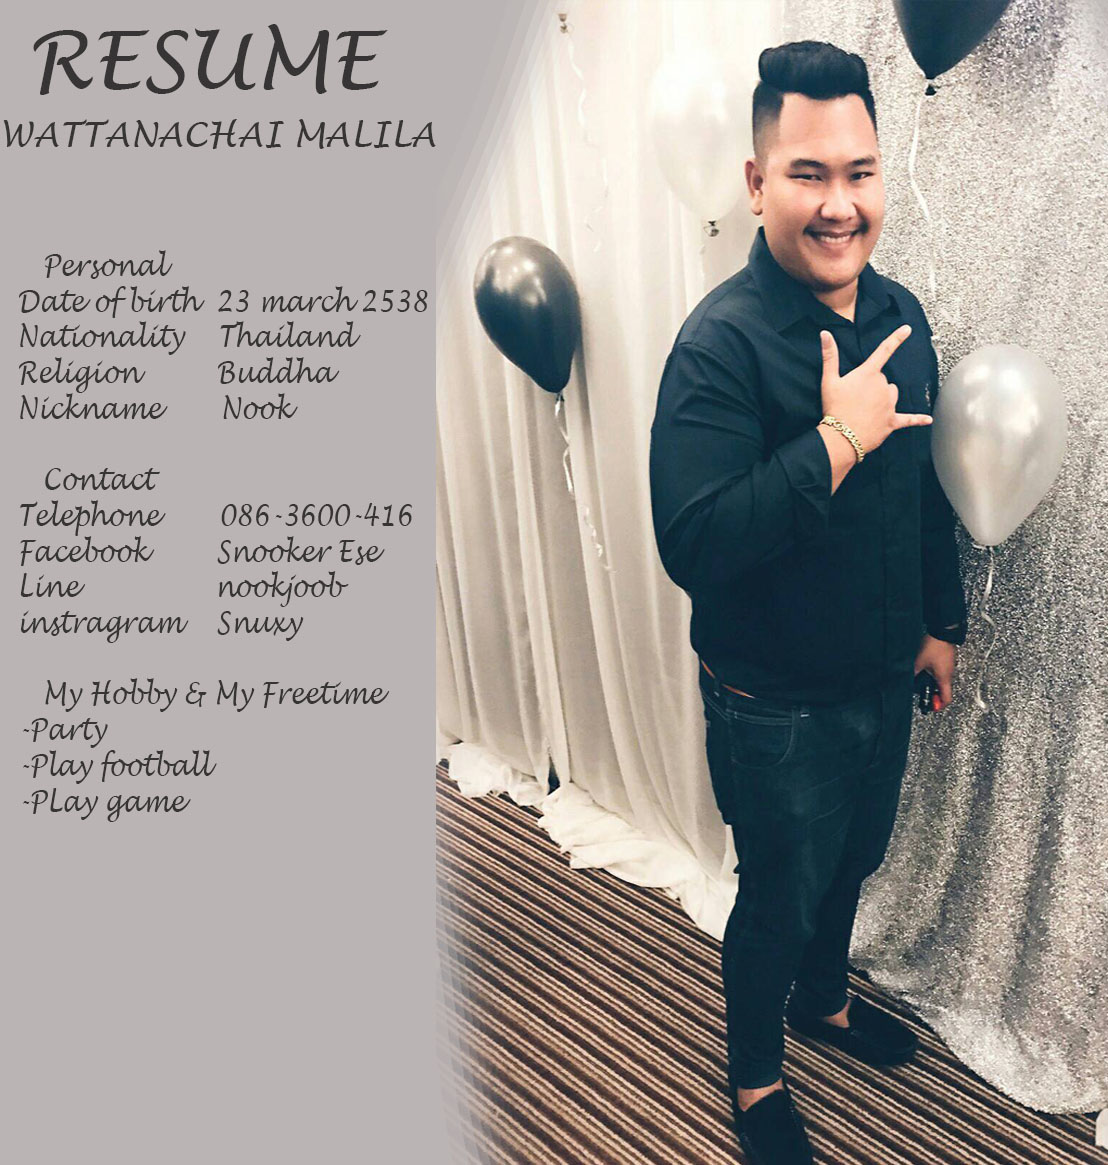 RESUME
WATTANACHAI MALILA
Personal
Date of birth 23 march 2538
Nationality Thailand
Religion Buddha
Nickname Nook
Contact
Telephone 086-3600-416
Facebook Snooker Ese
Line nookjoob
instragram Snuxy
My Hobby & My Freetime
-Party
-Play football
-PLay game